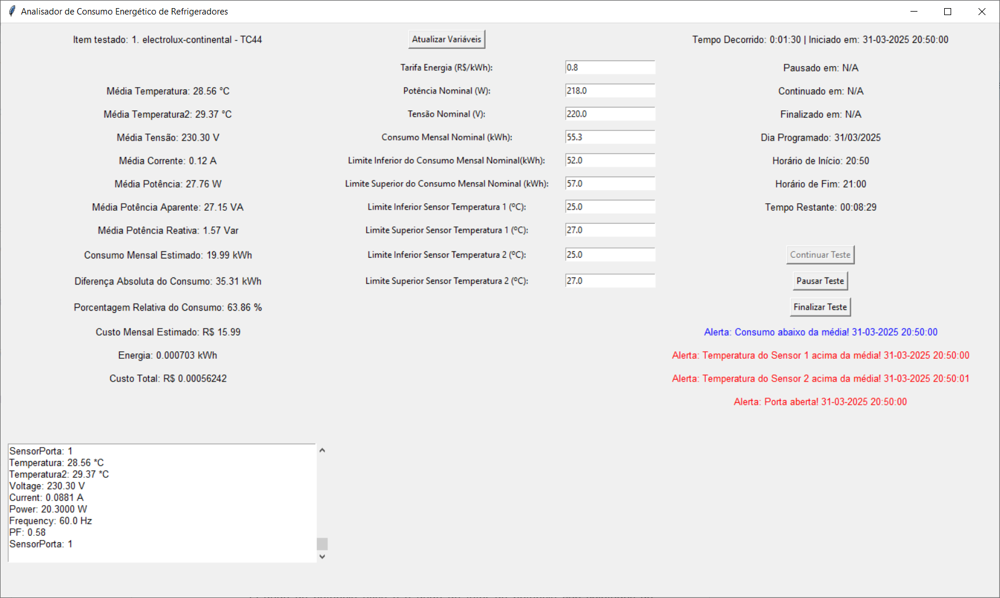 Analisador de Consumo Energético de Refrigeradores
Item testado: 1. electrolux-continental - TC44
Atualizar Variáveis
Tempo Decorrido: 0:01:30 | Iniciado em: 31-03-2025 20:50:00
Tarifa Energia (R$/kWh):
0.8
Pausado em: N/A
Média Temperatura: 28.56 °C
Potência Nominal (W):
218.0
Continuado em: N/A
Média Temperatura2: 29.37 °C
Tensão Nominal (V):
220.0
Finalizado em: N/A
Média Tensão: 230.30 V
Consumo Mensal Nominal (kWh):
55.3
Dia Programado: 31/03/2025
Média Corrente: 0.12 A
Limite Inferior do Consumo Mensal Nominal(kWh):
52.0
Horário de Início: 20:50
Média Potência: 27.76 W
Limite Superior do Consumo Mensal Nominal (kWh):
57.0
Horário de Fim: 21:00
Média Potência Aparente: 27.15 VA
Limite Inferior Sensor Temperatura 1 (ºC):
25.0
Tempo Restante: 00:08:29
Média Potência Reativa: 1.57 Var
Limite Superior Sensor Temperatura 1 (ºC):
27.0
Consumo Mensal Estimado: 19.99 kWh
Limite Inferior Sensor Temperatura 2 (ºC):
25.0
Continuar Teste
Diferença Absoluta do Consumo: 35.31 kWh
Limite Superior Sensor Temperatura 2 (ºC):
27.0
Pausar Teste
Porcentagem Relativa do Consumo: 63.86 %
Finalizar Teste
Custo Mensal Estimado: R$ 15.99
Alerta: Consumo abaixo da média! 31-03-2025 20:50:00
Energia: 0.000703 kWh
Alerta: Temperatura do Sensor 1 acima da média! 31-03-2025 20:50:00
Custo Total: R$ 0.00056242
Alerta: Temperatura do Sensor 2 acima da média! 31-03-2025 20:50:01
Alerta: Porta aberta! 31-03-2025 20:50:00
SensorPorta: 1
Temperatura: 28.56 *C
Temperatura2: 29.37 *C
Voltage: 230.30 V
Current: 0.0881 A
Power: 20.3000 W
Frequency: 60.0 Hz
PF: 0.58
SensorPorta: 1